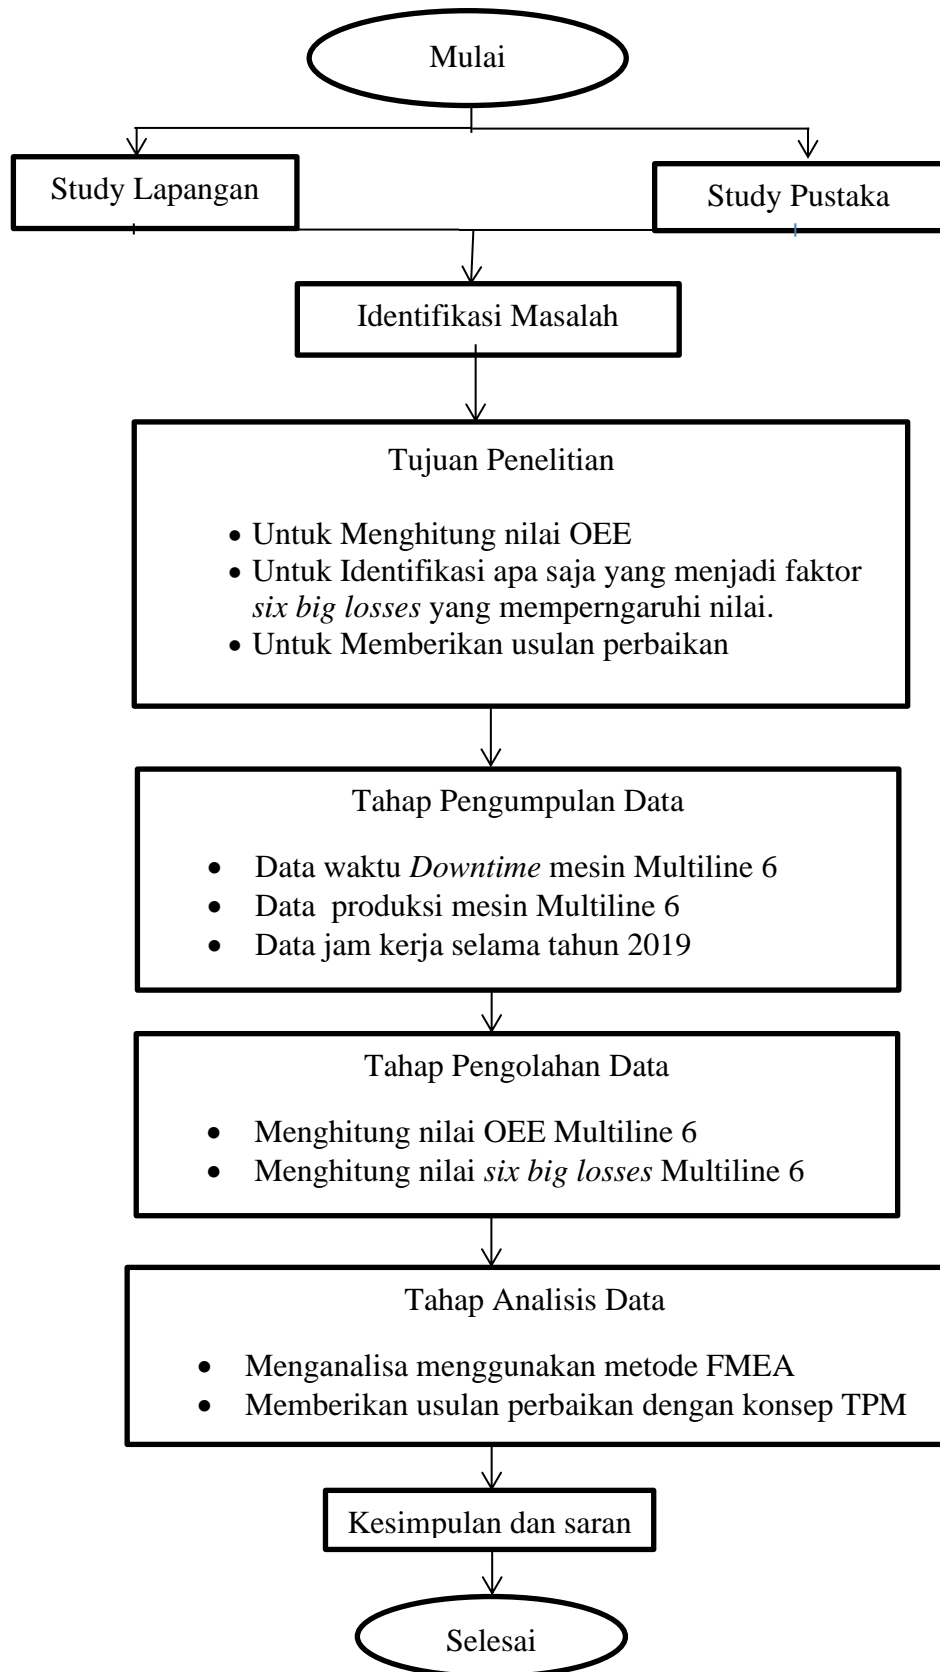 Mulai
Study Lapangan
Study Pustaka
Identifikasi Masalah
Tujuan Penelitian
• Untuk Menghitung nilai OEE
• Untuk Identifikasi apa saja yang menjadi faktor
six big losses yang memperngaruhi nilai.
• Untuk Memberikan usulan perbaikan
Tahap Pengumpulan Data
• Data waktu Downtime mesin Multiline 6
• Data produksi mesin Multiline 6
• Data jam kerja selama tahun 2019
Tahap Pengolahan Data
• Menghitung nilai OEE Multiline 6
• Menghitung nilai six big losses Multiline 6
Tahap Analisis Data
• Menganalisa menggunakan metode FMEA
• Memberikan usulan perbaikan dengan konsep TPM
Kesimpulan dan saran
Selesai